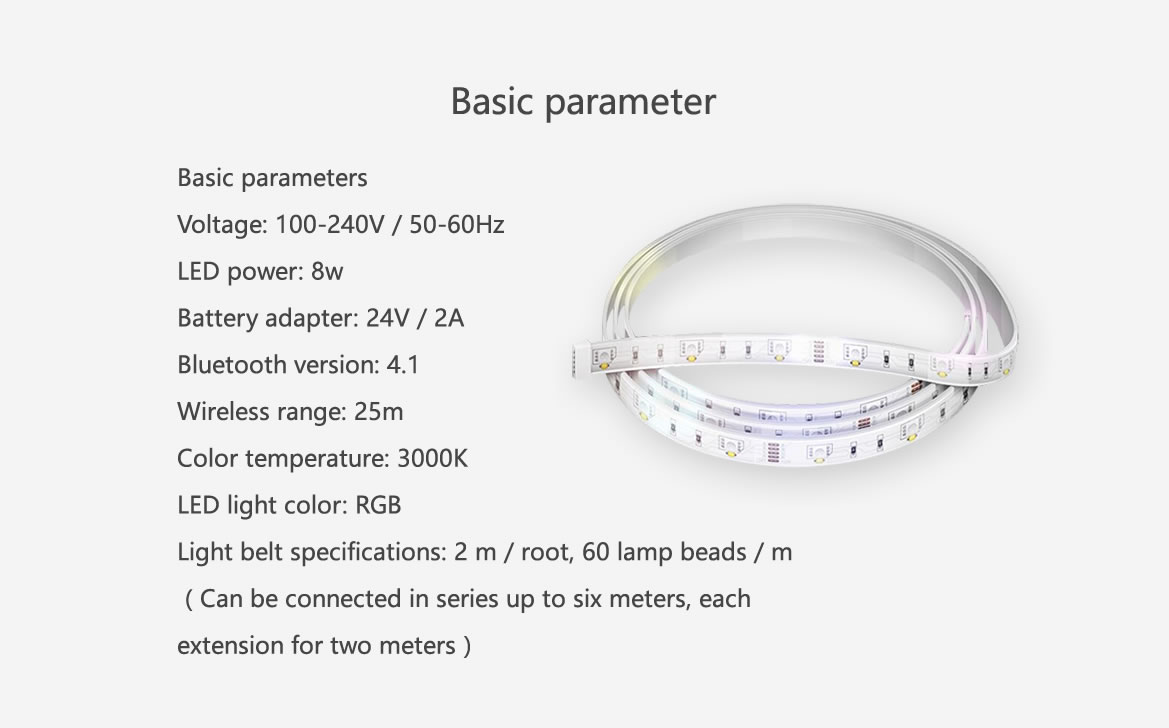 Basic parameter
Basic parameters
Voltage: 100-240V / 50-60Hz
LED power: 8w
Battery adapter: 24V / 2A
Bluetooth version: 4.1
Wireless range: 25m
Color temperature: 3000K
LED light color: RGB
Light belt specifications: 2 m / root, 60 lamp beads / m
( Can be connected in series up to six meters, each
extension for two meters )